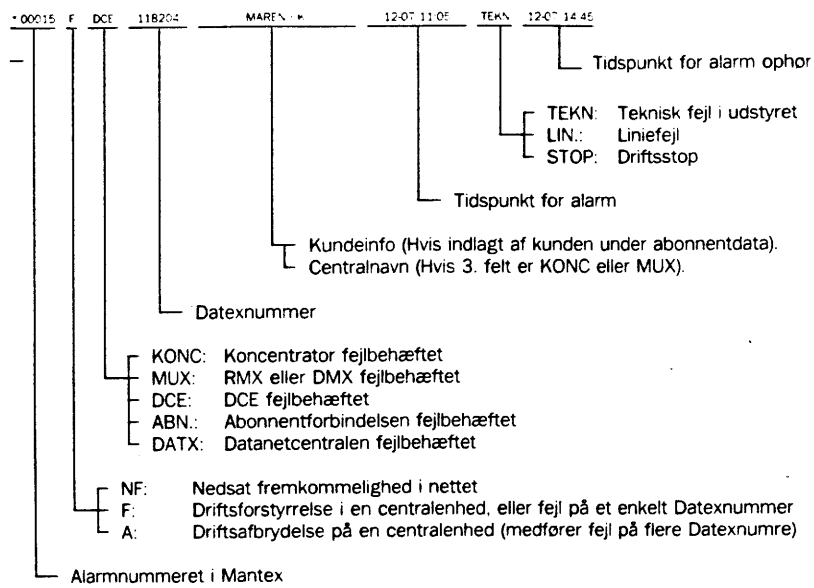 * 00015 F DCE 118204 MAREN K 12-07 11:05 TEKN 12-07 14:45
Tidspunkt for alarm ophør
TEKN: Teknisk fejl i udstyret
LIN.: Liniefejl
STOP: Driftsstop
Tidspunkt for alarm
Kundeinfo (Hvis indlagt af kunden under abonnentdata).
Centralnavn (Hvis 3. felt er KONC eller MUX).
Datexnummer
KONC: Koncentrator fejlbehæftet
MUX: RMX eller DMX fejlbehæftet
DCE: DCE fejlbehæftet
ABN.: Abonnentforbindelsen fejlbehæftet
DATX: Datanetcentralen fejlbehæftet
NF: Nedsat fremkommelighed i nettet
F: Driftsforstyrrelse i en centralenhed, eller fejl på et enkelt Datexnummer
A: Driftsafbrydelse på en centralenhed (medfører fejl på flere Datexnumre)
Alarmnummeret i Mantex